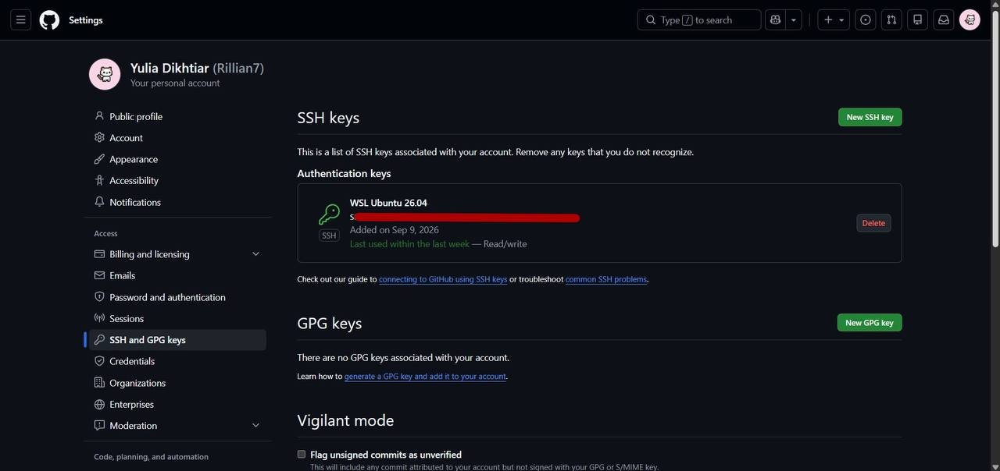 Settings
Type / to search
Yulia Dikhtiar (Rillian7)
Your personal account
Public profile
Account
Appearance
Accessibility
Notifications
Access
Billing and licensing
Emails
Password and authentication
Sessions
SSH and GPG keys
Credentials
Organizations
Enterprises
Moderation
Code, planning, and automation
SSH keys
New SSH key
This is a list of SSH keys associated with your account. Remove any keys that you do not recognize.
Authentication keys
WSL Ubuntu 26.04
SSH
Added on Sep 9, 2026
Last used within the last week — Read/write
Delete
Check out our guide to connecting to GitHub using SSH keys or troubleshoot common SSH problems.
GPG keys
New GPG key
There are no GPG keys associated with your account.
Learn how to generate a GPG key and add it to your account.
Vigilant mode
Flag unsigned commits as unverified
This will include any commit attributed to your account but not signed with your GPG or S/MIME key.